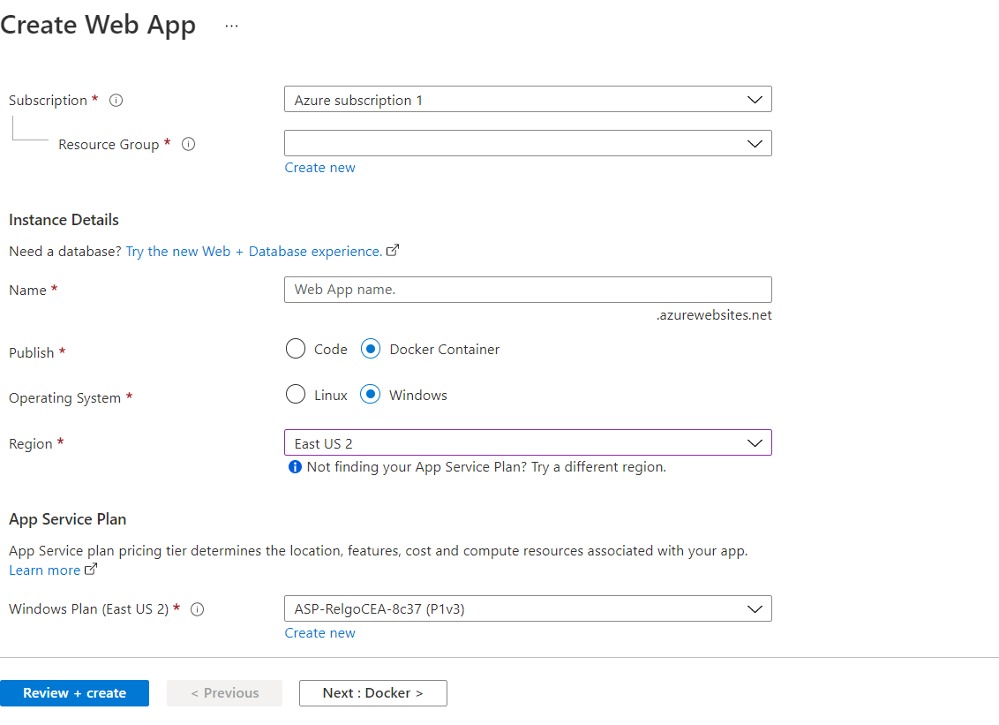 Create Web App ...
Subscription * Azure subscription 1
Resource Group *
Create new
Instance Details
Need a database? Try the new Web + Database experience.
Name * Web App name.
.azurewebsites.net
Publish * Code Docker Container
Operating System * Linux Windows
Region * East US 2
Not finding your App Service Plan? Try a different region.
App Service Plan
App Service plan pricing tier determines the location, features, cost and compute resources associated with your app.
Learn more
Windows Plan (East US 2) * ASP-RelgoCEA-8c37 (P1v3)
Create new
Review + create < Previous Next : Docker >